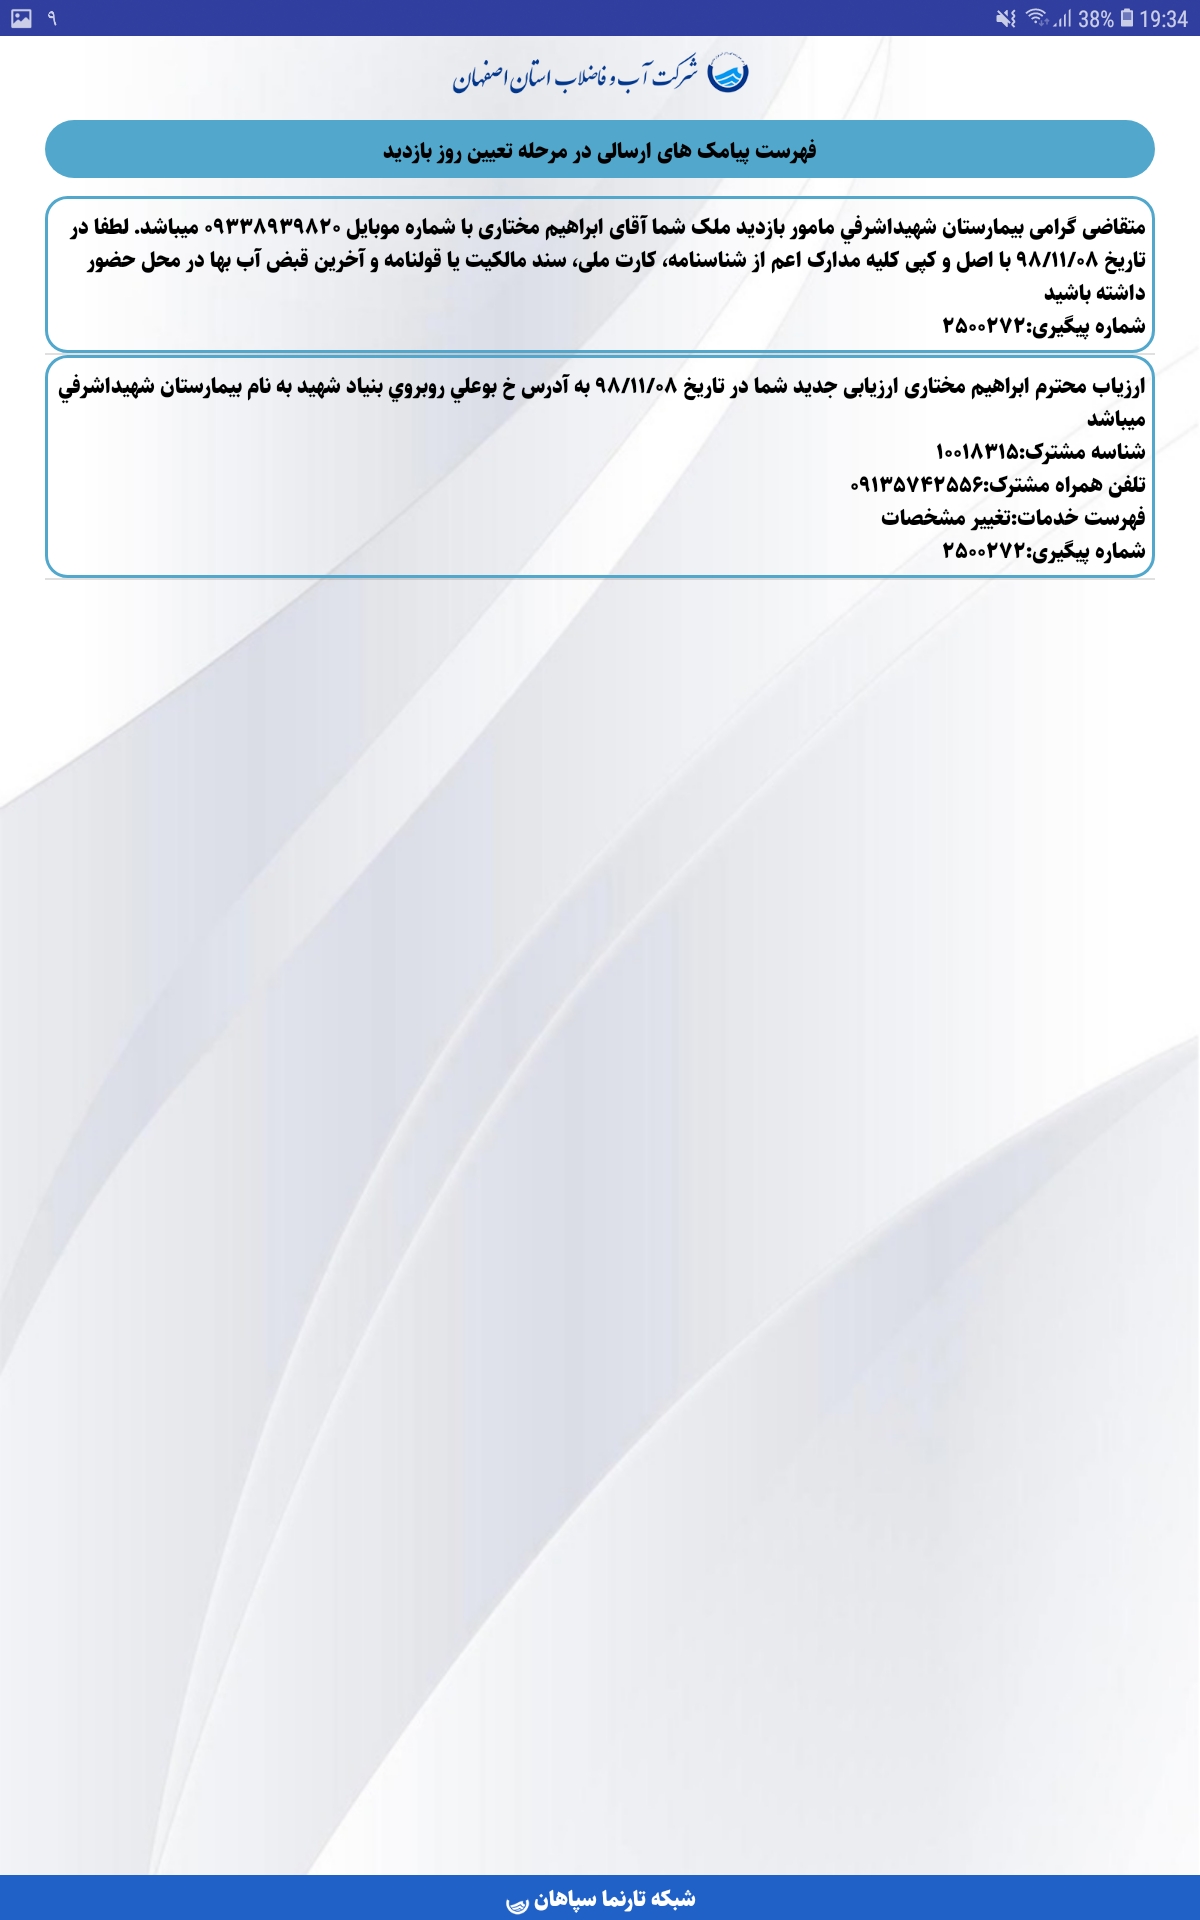 ۹
38% 19:34
شرکت آب و فاضلاب استان اصفهان
فهرست پیامک های ارسالی در مرحله تعیین روز بازدید
متقاضی گرامی بیمارستان شهیداشرفي مامور بازدید ملک شما آقای ابراهیم مختاری با شماره موبایل ۰۹۳۳۸۹۳۹۸۲۰ میباشد. لطفا در
تاریخ ۹۸/۱۱/۰۸ با اصل و کپی کلیه مدارک اعم از شناسنامه، کارت ملی، سند مالکیت یا قولنامه و آخرین قبض آب بها در محل حضور
داشته باشید
شماره پیگیری:۲۵۰۰۲۷۲
ارزیاب محترم ابراهیم مختاری ارزیابی جدید شما در تاریخ ۹۸/۱۱/۰۸ به آدرس خ بوعلي روبروي بنیاد شهید به نام بیمارستان شهیداشرفي
میباشد
شناسه مشترک:۱۰۰۱۸۳۱۵
تلفن همراه مشترک:۰۹۱۳۵۷۴۲۵۵۶
فهرست خدمات:تغییر مشخصات
شماره پیگیری:۲۵۰۰۲۷۲
شبکه تارنما سپاهان